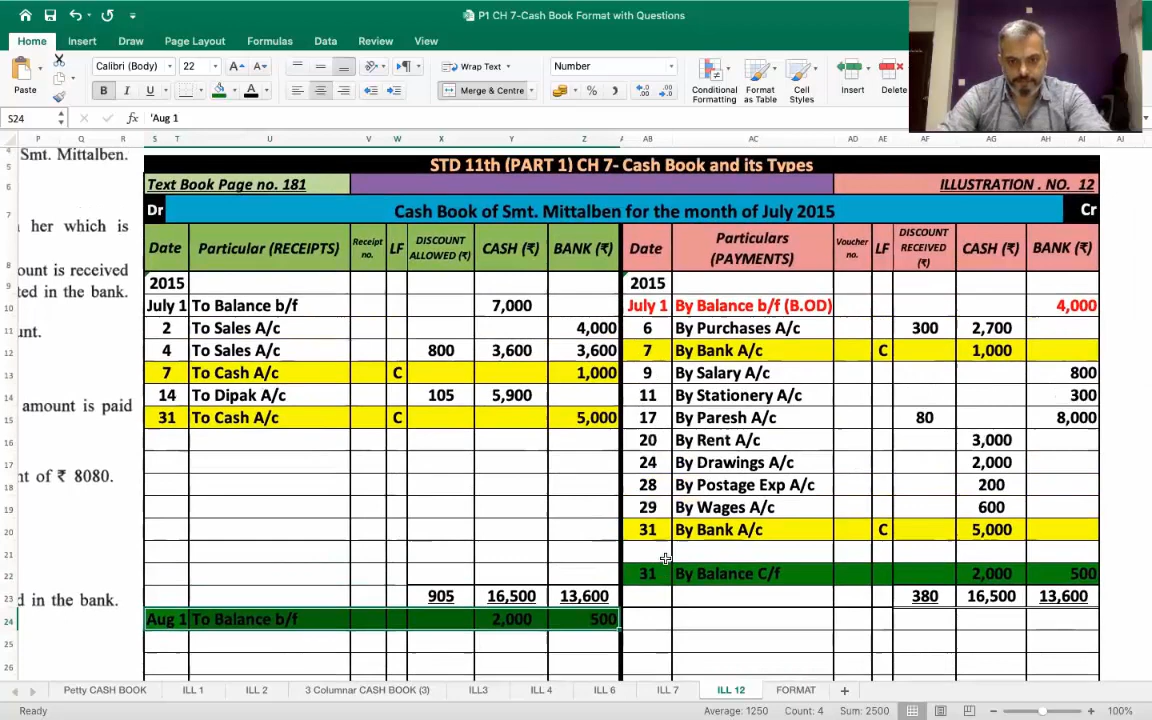 P1 CH 7-Cash Book Format with Questions
Home Insert Draw Page Layout Formulas Data Review View
Paste Calibri (Body) 22 Wrap Text Merge & Centre Number Conditional Formatting Format as Table Cell Styles Insert Delete
S24 fx 'Aug 1
P Q R S T U V W X Y Z AB AC AE AF AG AH AI
Smt. Mittalben.
her which is
ount is received
ted in the bank.
unt.
amount is paid
nt of ₹ 8080.
d in the bank.
STD 11th (PART 1) CH 7- Cash Book and its Types
Text Book Page no. 181 ILLUSTRATION . NO. 12
Dr Cash Book of Smt. Mittalben for the month of July 2015 Cr
Date Particular (RECEIPTS) Receipt no. LF DISCOUNT ALLOWED (₹) CASH (₹) BANK (₹) Date Particulars (PAYMENTS) Voucher no. LF DISCOUNT RECEIVED (₹) CASH (₹) BANK (₹)
2015 2015
July 1 To Balance b/f 7,000 July 1 By Balance b/f (B.OD) 4,000
2 To Sales A/c 4,000 6 By Purchases A/c 300 2,700
4 To Sales A/c 800 3,600 3,600 7 By Bank A/c C 1,000
7 To Cash A/c C 1,000 9 By Salary A/c 800
14 To Dipak A/c 105 5,900 11 By Stationery A/c 300
31 To Cash A/c C 5,000 17 By Paresh A/c 80 8,000
20 By Rent A/c 3,000
24 By Drawings A/c 2,000
28 By Postage Exp A/c 200
29 By Wages A/c 600
31 By Bank A/c C 5,000
31 By Balance C/f 2,000 500
905 16,500 13,600 380 16,500 13,600
Aug 1 To Balance b/f 2,000 500
Petty CASH BOOK ILL 1 ILL 2 3 Columnar CASH BOOK (3) ILL3 ILL 4 ILL 6 ILL 7 ILL 12 FORMAT
Ready Average: 1250 Count: 4 Sum: 2500 100%